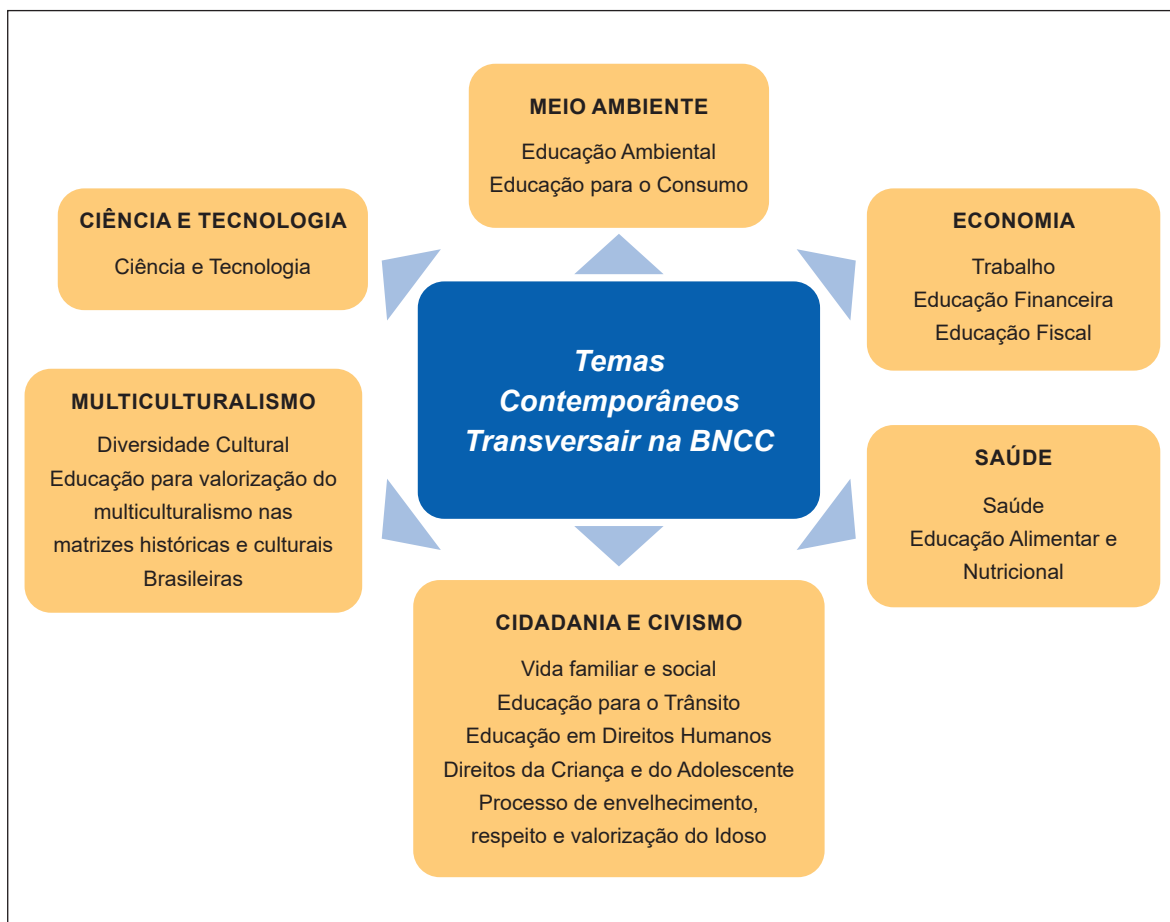 MEIO AMBIENTE
Educação Ambiental
Educação para o Consumo
CIÊNCIA E TECNOLOGIA
Ciência e Tecnologia
ECONOMIA
Trabalho
Educação Financeira
Educação Fiscal
Temas
Contemporâneos
Transversair na BNCC
MULTICULTURALISMO
Diversidade Cultural
Educação para valorização do
multiculturalismo nas
matrizes históricas e culturais
Brasileiras
SAÚDE
Saúde
Educação Alimentar e
Nutricional
CIDADANIA E CIVISMO
Vida familiar e social
Educação para o Trânsito
Educação em Direitos Humanos
Direitos da Criança e do Adolescente
Processo de envelhecimento,
respeito e valorização do Idoso